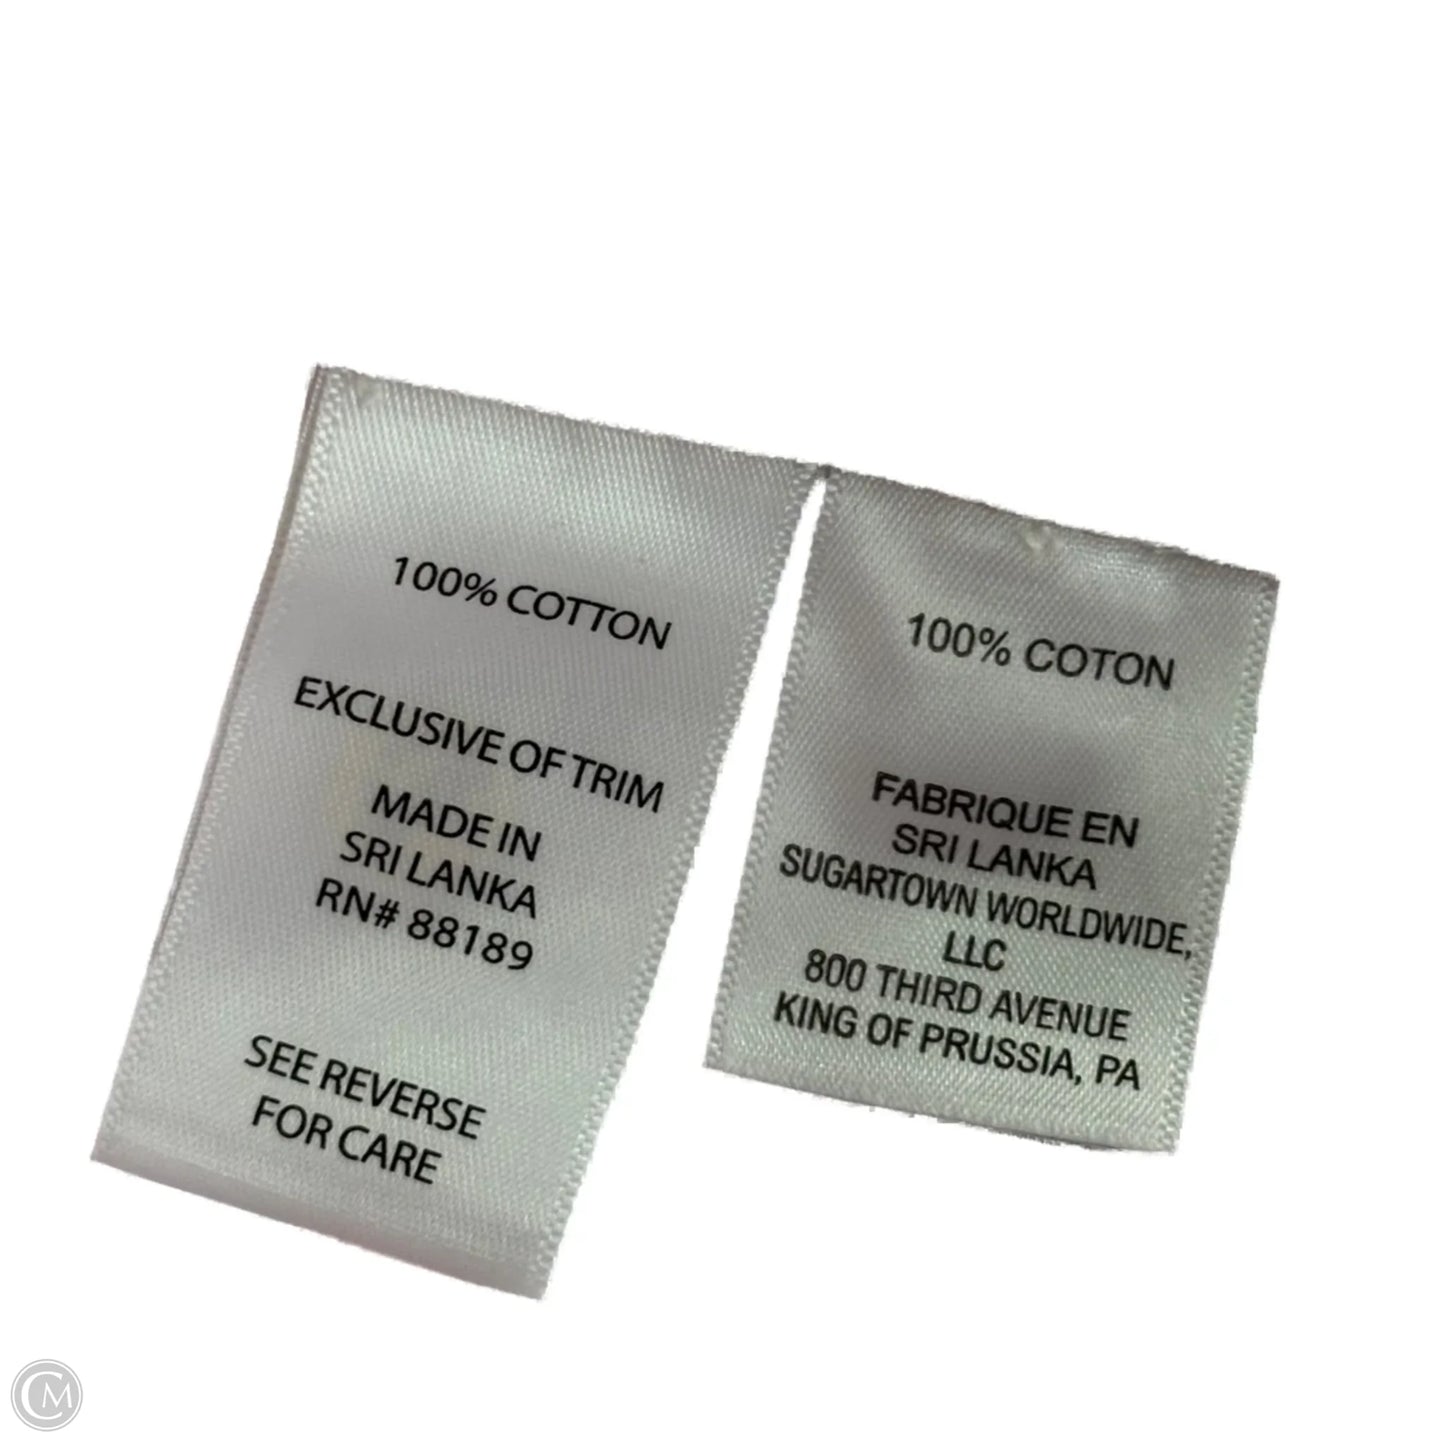 100% COTTON
EXCLUSIVE OF TRIM
MADE IN
SRI LANKA
RN# 88189
SEE REVERSE
FOR CARE
100% COTON
FABRIQUE EN
SRI LANKA
SUGARTOWN WORLDWIDE,
LLC
800 THIRD AVENUE
KING OF PRUSSIA, PA
CM